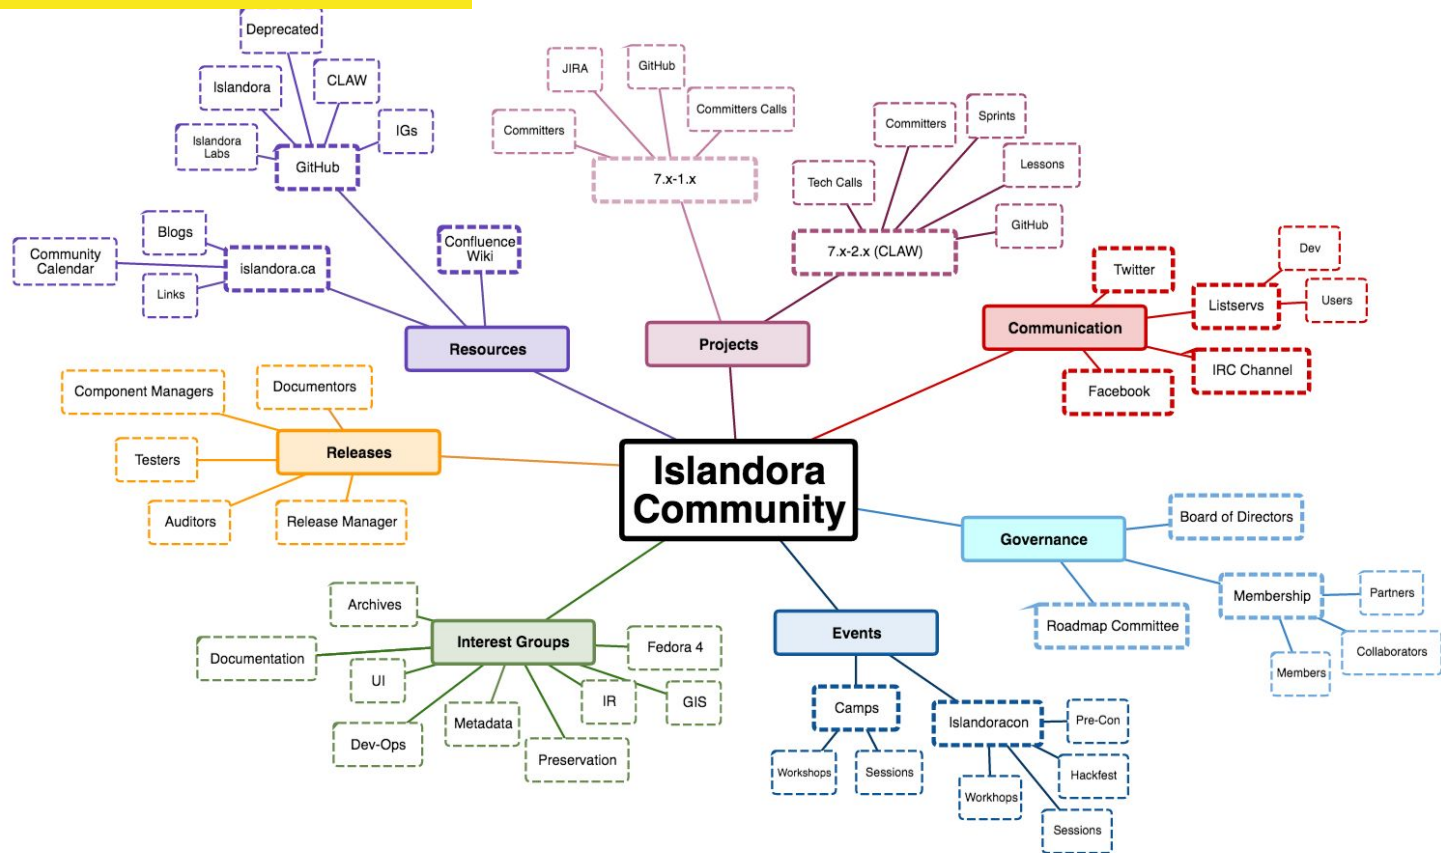 Deprecated
Islandora
CLAW
Islandora
Labs
IGs
GitHub
Blogs
Community
Calendar
islandora.ca
Links
Confluence
Wiki
Resources
JIRA
GitHub
Committers
Committers Calls
7.x-1.x
Committers
Sprints
Tech Calls
Lessons
GitHub
7.x-2.x (CLAW)
Projects
Twitter
Dev
Listservs
Users
Communication
IRC Channel
Facebook
Component Managers
Documentors
Testers
Releases
Auditors
Release Manager
Islandora
Community
Board of Directors
Governance
Membership
Partners
Roadmap Committee
Collaborators
Members
Archives
Interest Groups
Fedora 4
Documentation
UI
IR
GIS
Metadata
Dev-Ops
Preservation
Events
Camps
Islandoracon
Pre-Con
Workshops
Sessions
Hackfest
Workhops
Sessions